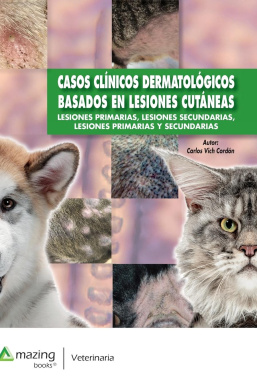 CASOS CLÍNICOS DERMATOLÓGICOS
BASADOS EN LESIONES CUTÁNEAS
LESIONES PRIMARIAS, LESIONES SECUNDARIAS,
LESIONES PRIMARIAS Y SECUNDARIAS
Autor:
Carlos Vich Cordón
Amazing
books®
Veterinaria